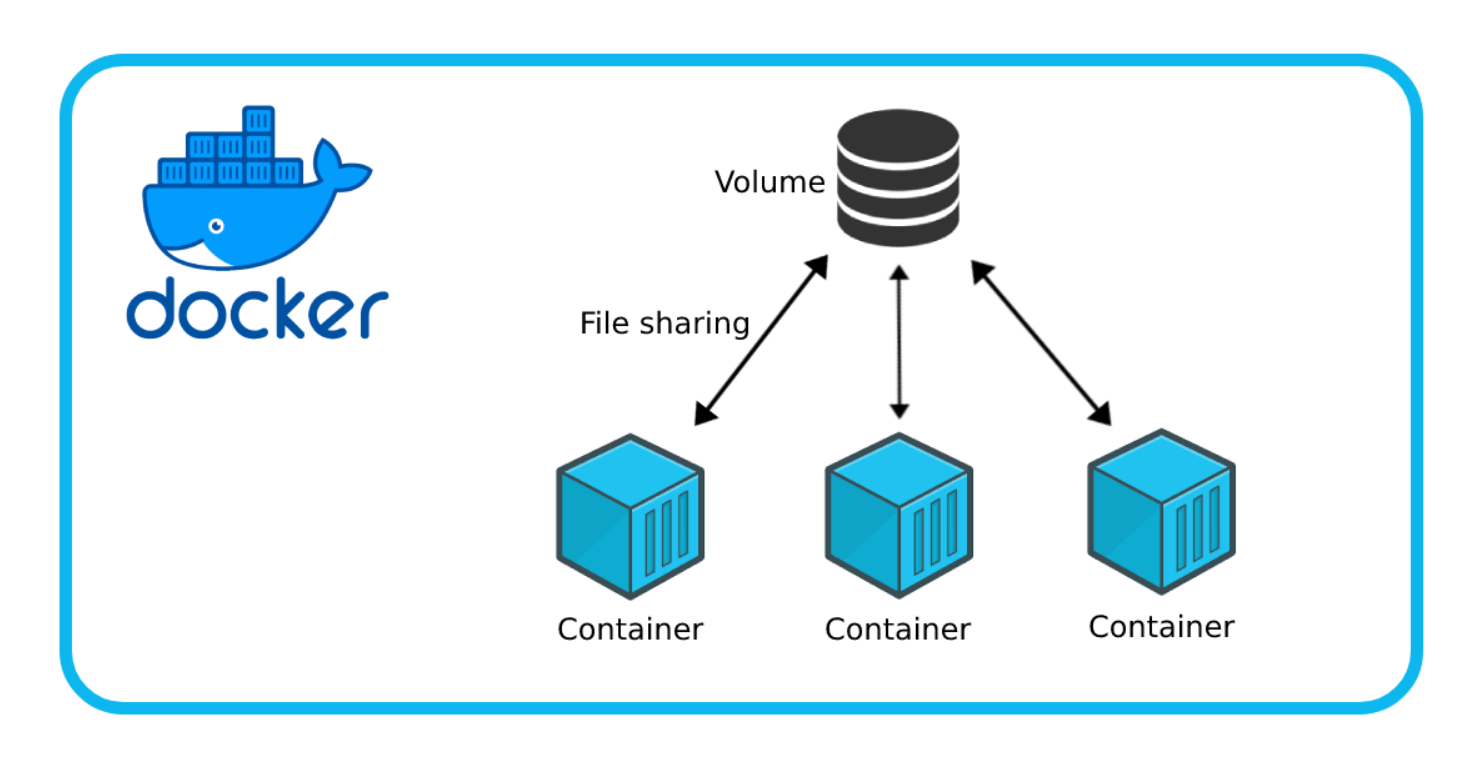 docker
Volume
File sharing
Container
Container
Container